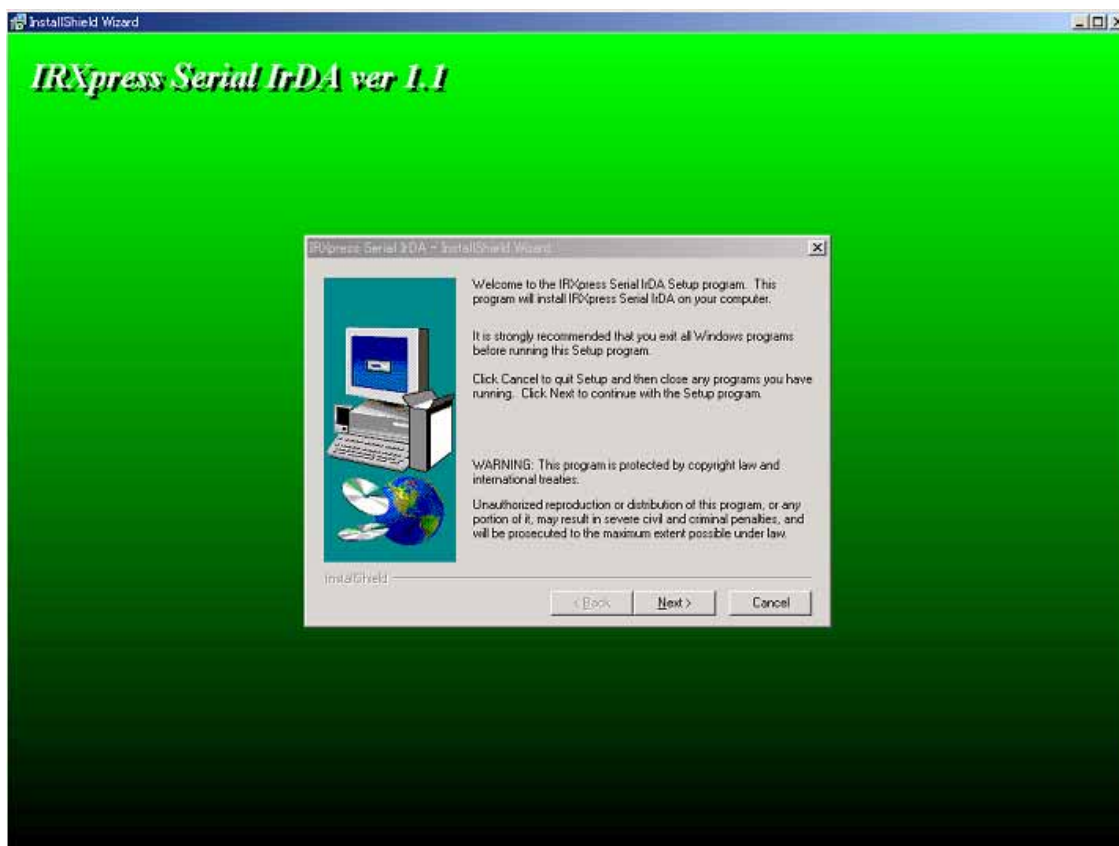 InstallShield Wizard
IRXpress Serial IrDA ver 1.1
IRXpress Serial IrDA - InstallShield Wizard
Welcome to the IRXpress Serial IrDA Setup program. This
program will install IRXpress Serial IrDA on your computer.
It is strongly recommended that you exit all Windows programs
before running this Setup program.
Click Cancel to quit Setup and then close any programs you have
running. Click Next to continue with the Setup program.
WARNING: This program is protected by copyright law and
international treaties.
Unauthorized reproduction or distribution of this program, or any
portion of it, may result in severe civil and criminal penalties, and
will be prosecuted to the maximum extent possible under law.
InstallShield
< Back
Next >
Cancel